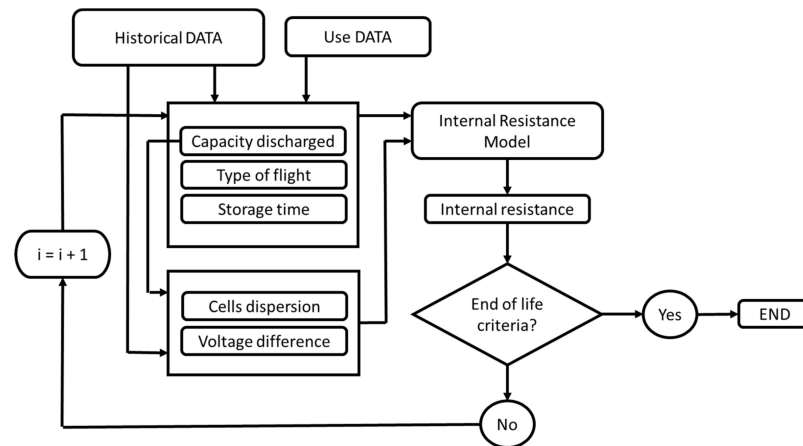 Historical DATA
Use DATA
Capacity discharged
Type of flight
Storage time
Internal Resistance
Model
Internal resistance
i = i + 1
Cells dispersion
Voltage difference
End of life
criteria?
Yes
END
No